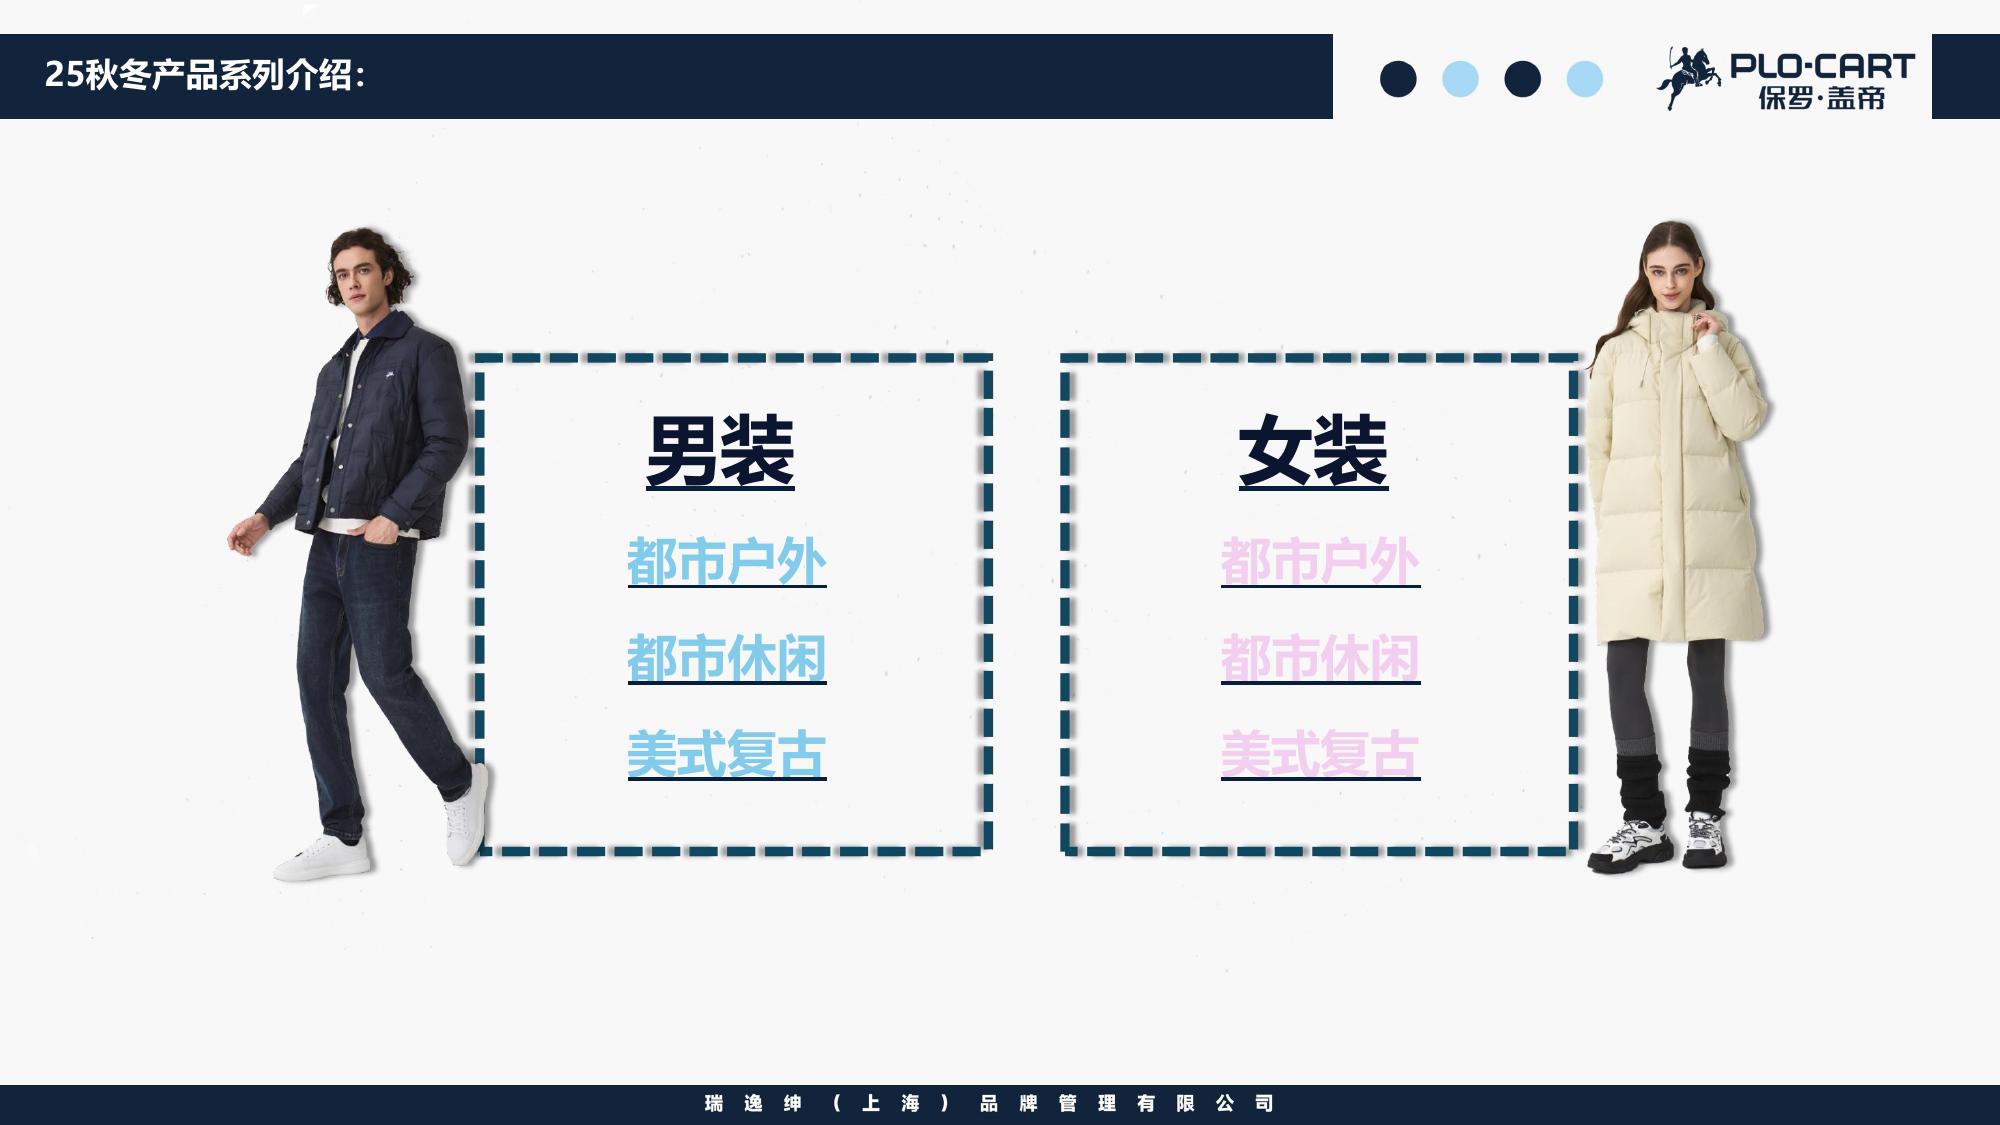 25秋冬产品系列介绍：
PLO·CART
保罗·盖帝
男装
都市户外
都市休闲
美式复古
女装
都市户外
都市休闲
美式复古
瑞逸绅（上海）品牌管理有限公司